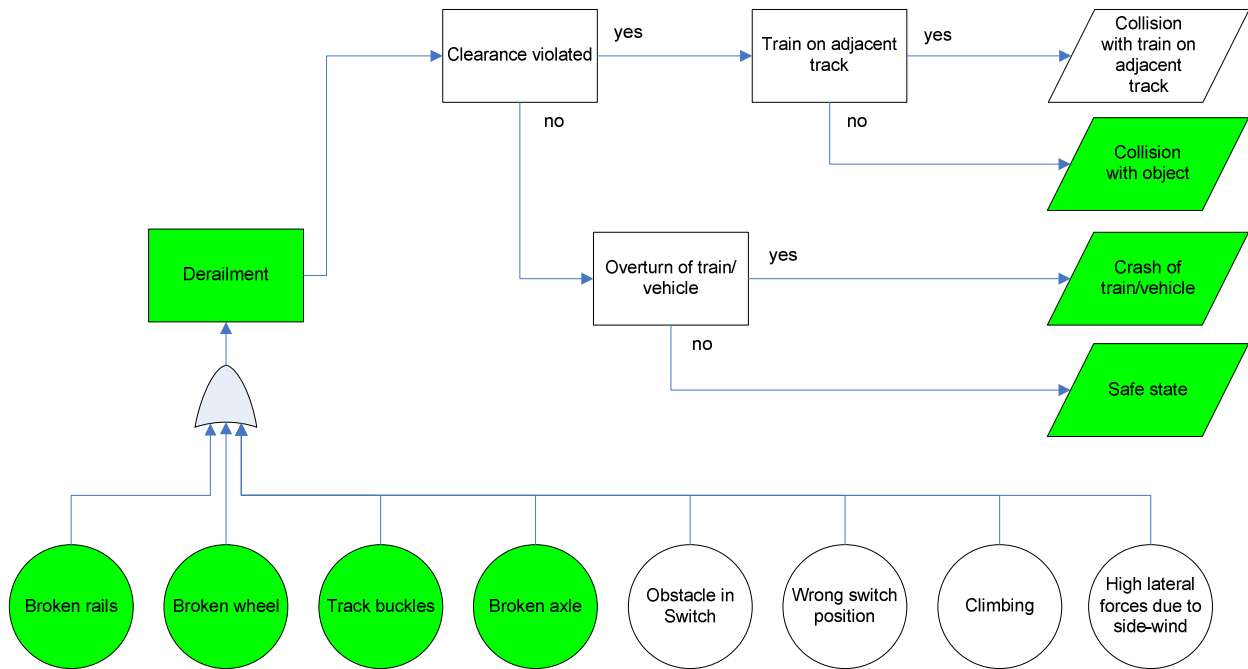 Clearance violated
yes
Train on adjacent
track
yes
Collision
with train on
adjacent
track
no
no
Collision
with object
Derailment
Overturn of train/
vehicle
yes
Crash of
train/vehicle
no
Safe state
Broken rails
Broken wheel
Track buckles
Broken axle
Obstacle in
Switch
Wrong switch
position
Climbing
High lateral
forces due to
side-wind